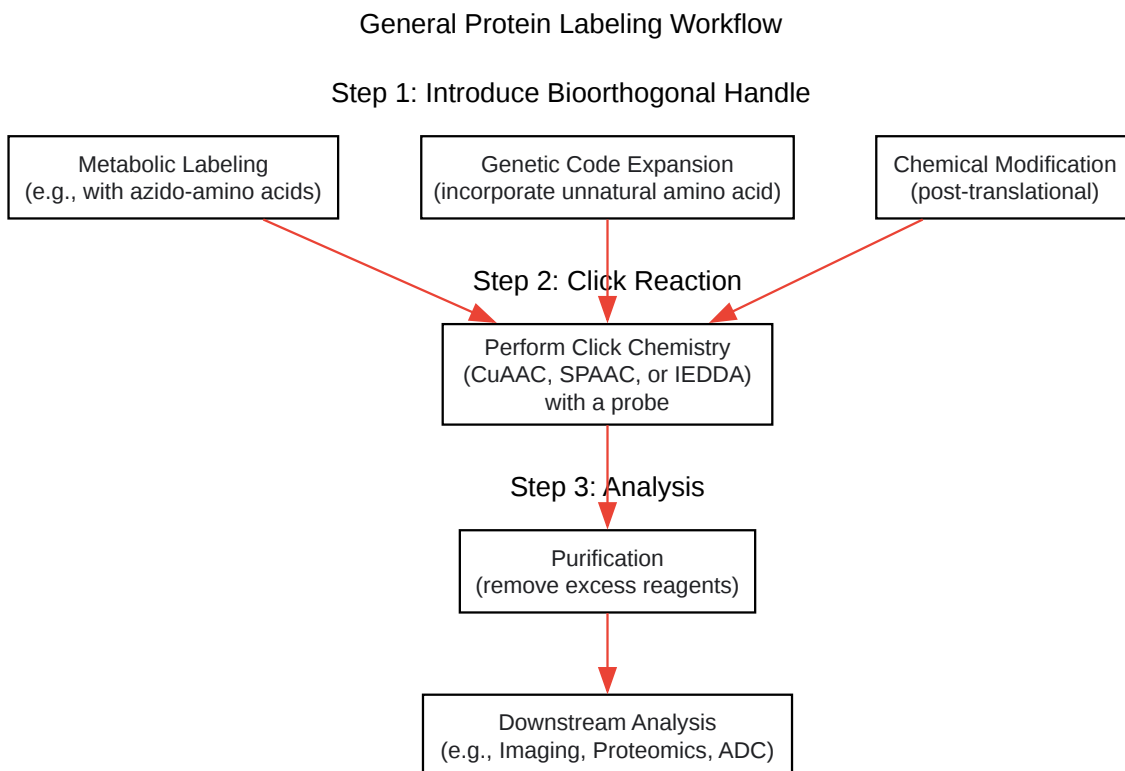 General Protein Labeling Workflow
Step 1: Introduce Bioorthogonal Handle
Metabolic Labeling
(e.g., with azido-amino acids)
Genetic Code Expansion
(incorporate unnatural amino acid)
Chemical Modification
(post-translational)
Step 2: Click Reaction
Perform Click Chemistry
(CuAAC, SPAAC, or IEDDA)
with a probe
Step 3: Analysis
Purification
(remove excess reagents)
Downstream Analysis
(e.g., Imaging, Proteomics, ADC)